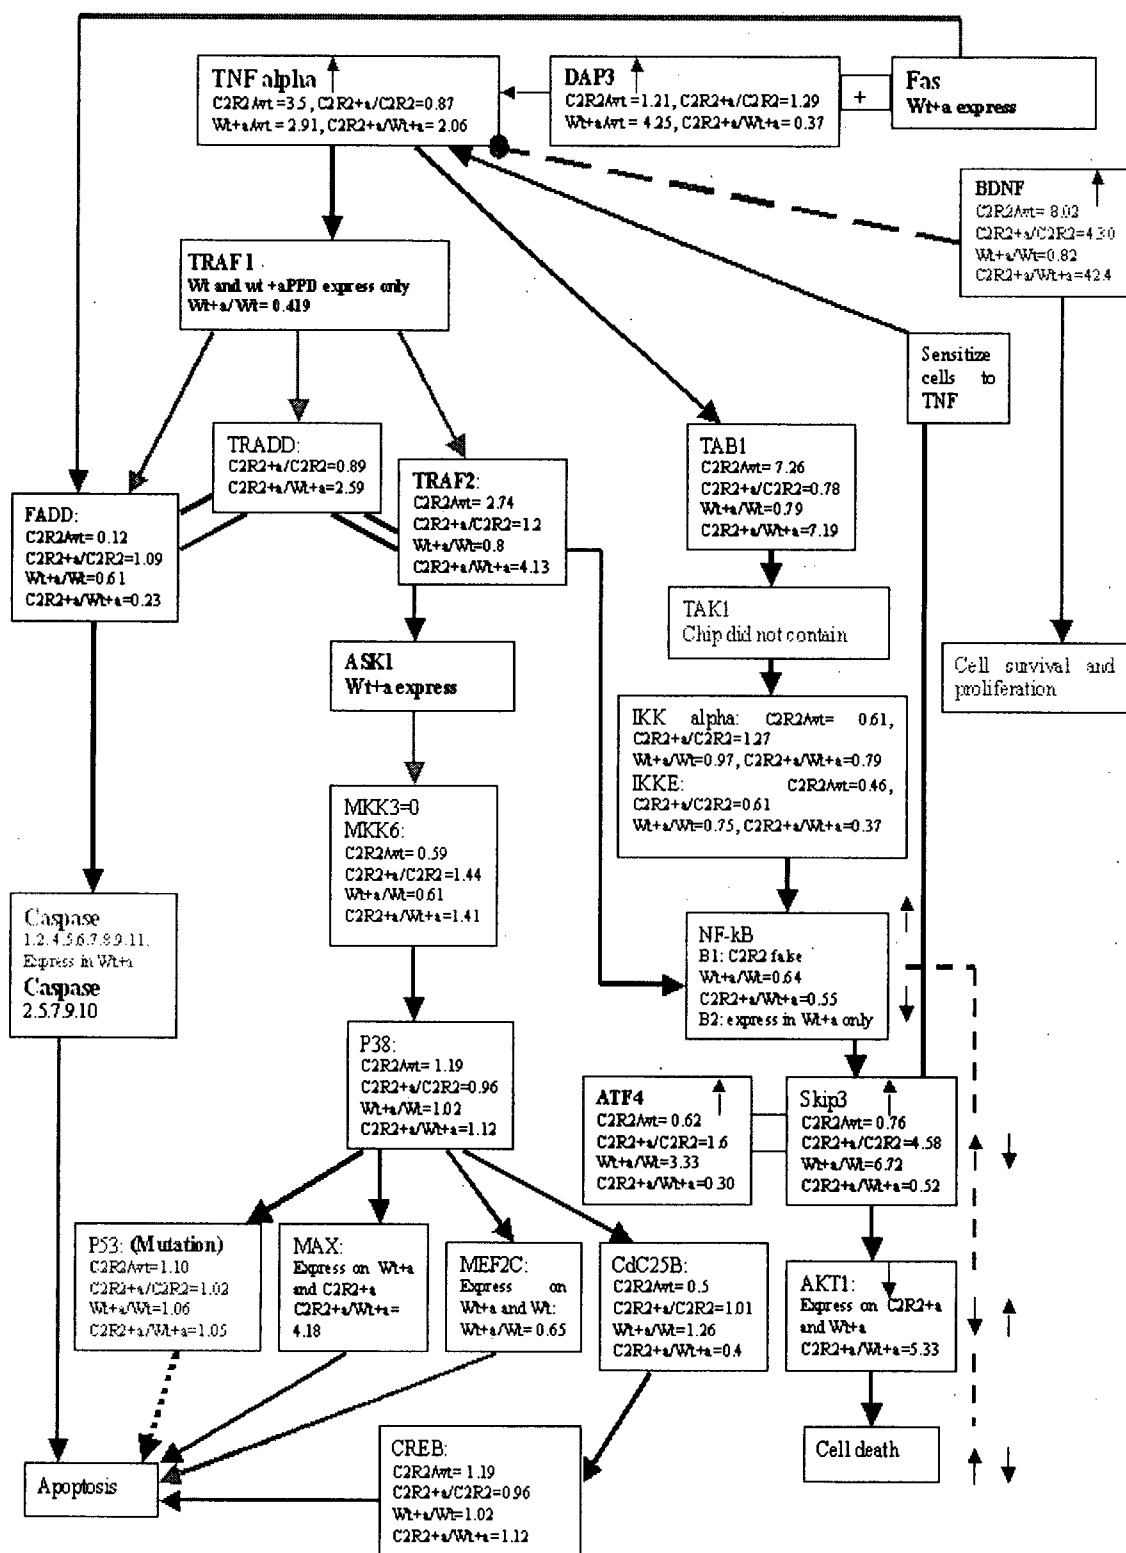 TNF alpha
C2R2/wt =3.5, C2R2+a/C2R2=0.87
Wt+a/wt = 2.91, C2R2+a/Wt+a= 2.06
DAP3
C2R2/wt =1.21, C2R2+a/C2R2=1.29
Wt+a/wt = 4.25, C2R2+a/Wt+a= 0.37
+
Fas
Wt+a express
BDNF
C2R2/wt= 8.02
C2R2+a/C2R2=4.30
Wt+a/Wt=0.82
C2R2+a/Wt+a=42.4
TRAF1
Wt and wt +aPPD express only
Wt+a/Wt= 0.419
Sensitize
cells to
TNF
TRADD:
C2R2+a/C2R2=0.89
C2R2+a/Wt+a=2.59
TRAF2:
C2R2/wt= 2.74
C2R2+a/C2R2=1.2
Wt+a/Wt=0.8
C2R2+a/Wt+a=4.13
TAB1
C2R2/wt= 7.26
C2R2+a/C2R2=0.78
Wt+a/Wt=0.79
C2R2+a/Wt+a=7.19
FADD:
C2R2/wt= 0.12
C2R2+a/C2R2=1.09
Wt+a/Wt=0.61
C2R2+a/Wt+a=0.23
TAK1
Chip did not contain
ASK1
Wt+a express
Cell survival and
proliferation
IKK alpha: C2R2/wt= 0.61,
C2R2+a/C2R2=1.27
Wt+a/Wt=0.97, C2R2+a/Wt+a=0.79
IKKE: C2R2/wt=0.46,
C2R2+a/C2R2=0.61
Wt+a/Wt=0.75, C2R2+a/Wt+a=0.37
MKK3=0
MKK6:
C2R2/wt= 0.59
C2R2+a/C2R2=1.44
Wt+a/Wt=0.61
C2R2+a/Wt+a=1.41
Caspase
1.2.4.5.6.7.8.9.11.
Express in Wt+a
Caspase
2.5.7.9.10
NF-kB
B1: C2R2 fake
Wt+a/Wt=0.64
C2R2+a/Wt+a=0.55
B2: express in Wt+a only
P38:
C2R2/wt= 1.19
C2R2+a/C2R2=0.96
Wt+a/Wt=1.02
C2R2+a/Wt+a=1.12
ATF4
C2R2/wt= 0.62
C2R2+a/C2R2=1.6
Wt+a/Wt=3.33
C2R2+a/Wt+a=0.30
Skip3
C2R2/wt= 0.76
C2R2+a/C2R2=4.58
Wt+a/Wt=6.72
C2R2+a/Wt+a=0.52
P53: (Mutation)
C2R2/wt=1.10
C2R2+a/C2R2=1.02
Wt+a/Wt=1.06
C2R2+a/Wt+a=1.05
MAX:
Express on Wt+a
and C2R2+a
C2R2+a/Wt+a=
4.18
MEF2C:
Express on
Wt+a and Wt:
Wt+a/Wt= 0.65
CdC25B:
C2R2/wt= 0.5
C2R2+a/C2R2=1.01
Wt+a/Wt=1.26
C2R2+a/Wt+a=0.4
AKT1:
Express on C2R2+a
and Wt+a
C2R2+a/Wt+a=5.33
Cell death
CREB:
C2R2/wt= 1.19
C2R2+a/C2R2=0.96
Wt+a/Wt=1.02
C2R2+a/Wt+a=1.12
Apoptosis